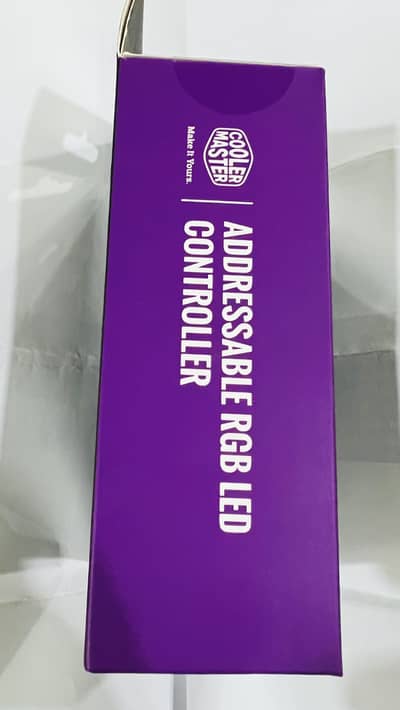 COOLER
MASTER
Make It Yours.
ADDRESSABLE RGB LED
CONTROLLER